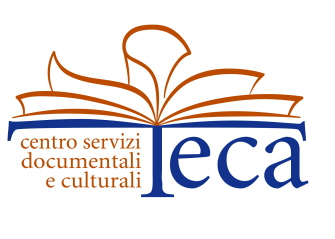 centro servizi
documentali
e culturali
Teca